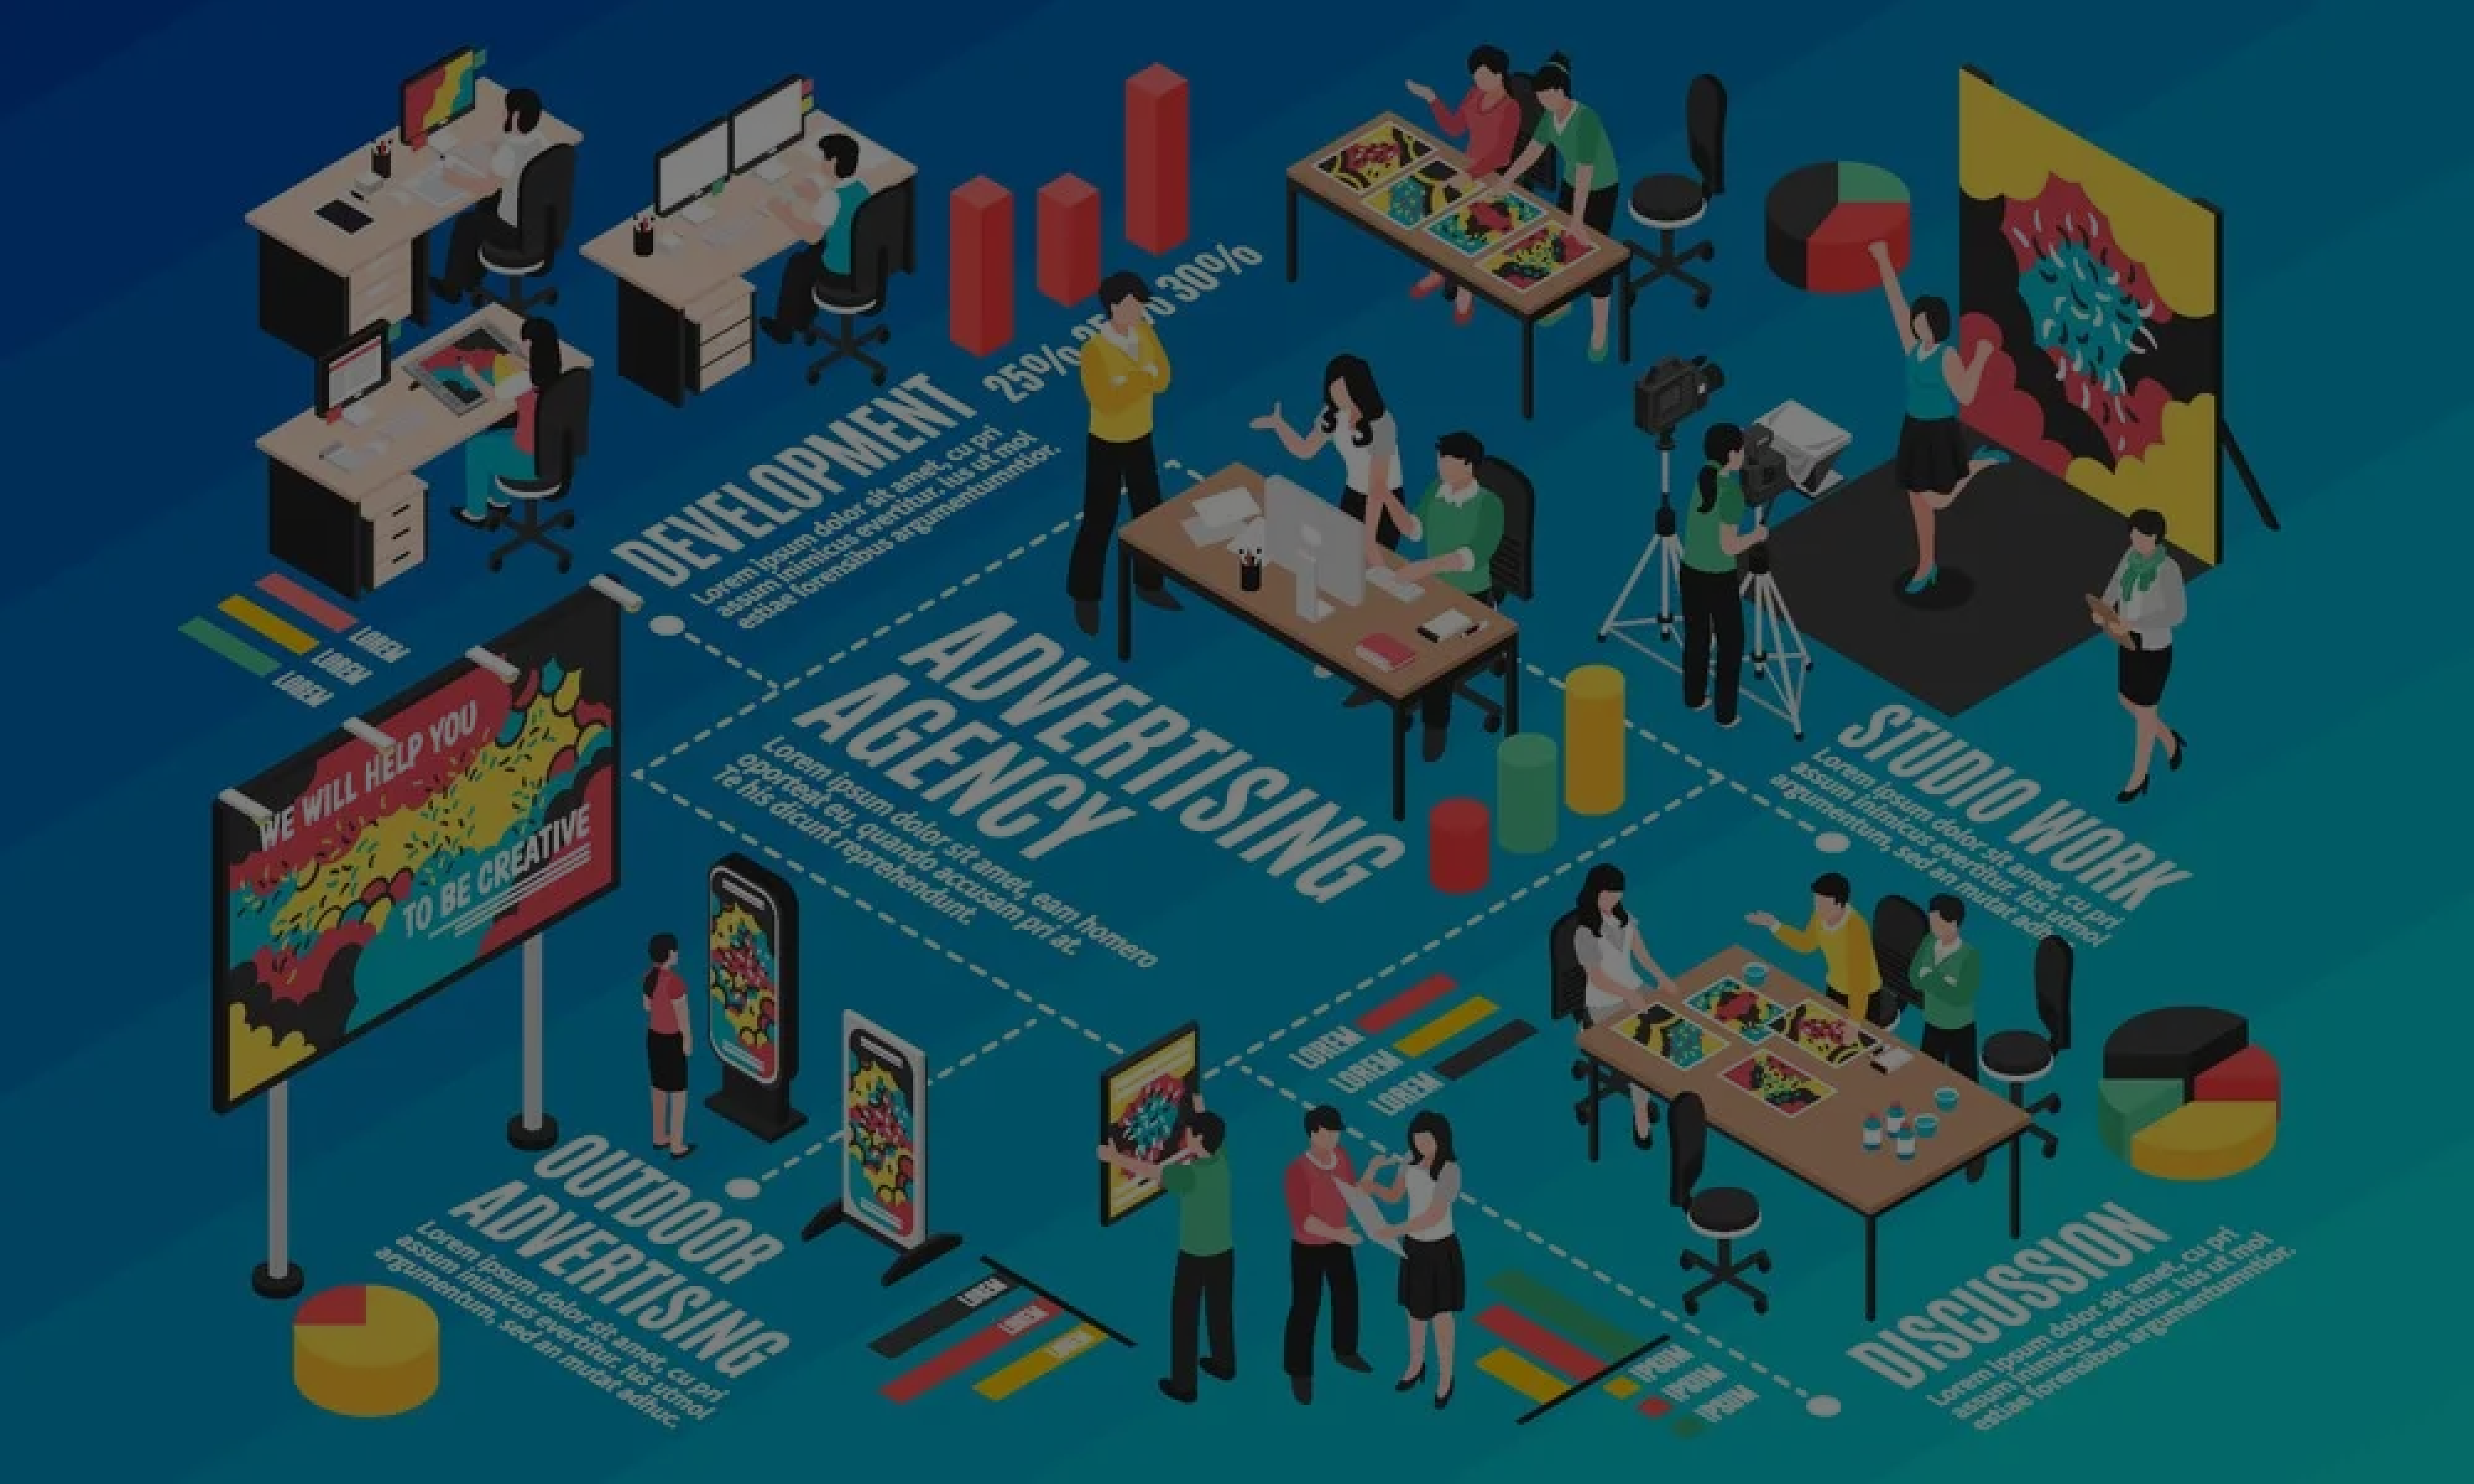 25% 25% 30%
DEVELOPMENT
Lorem ipsum dolor sit amet, cu pri
assum inimicus evertitur. Ius ut mol
estiae forensibus argumentumntior.
LOREM
LOREM
LOREM
WE WILL HELP YOU
TO BE CREATIVE
ADVERTISING
AGENCY
Lorem ipsum dolor sit amet, eam homero
oporteat eu, quando accusam pri at.
Te his dicunt reprehendunt.
STUDIO WORK
Lorem ipsum dolor sit amet, cu pri
assum inimicus evertitur. Ius utmol
argumentum, sed an mutat
LOREM
LOREM
LOREM
OUTDOOR
ADVERTISING
Lorem ipsum dolor sit amet, cu pri
assum inimicus evertitur. Ius utmol
argumentum, sed an mutat adhuc.
LOREM
LOREM
LOREM
IPSUM
IPSUM
IPSUM
DISCUSSION
Lorem ipsum dolor sit amet, cu pri
assum inimicus evertitur. Ius ut mol
estiae forensibus argumentumntior.